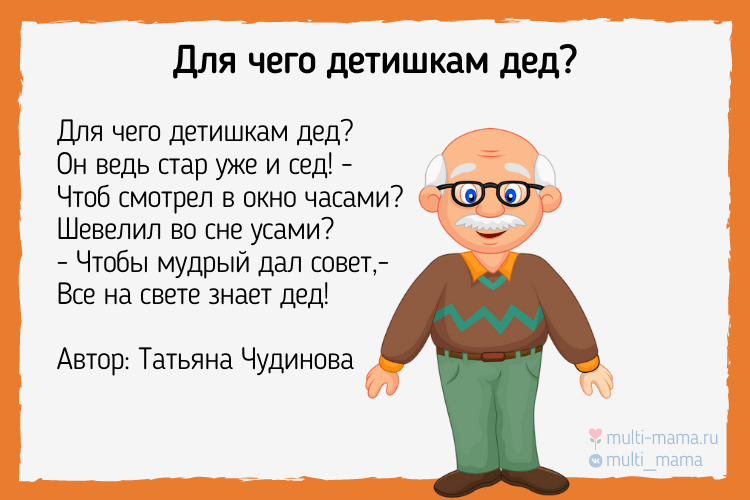 Для чего детишкам дед?
Для чего детишкам дед?
Он ведь стар уже и сед! –
Чтоб смотрел в окно часами?
Шевелил во сне усами?
– Чтобы мудрый дал совет,–
Все на свете знает дед!
Автор: Татьяна Чудинова
multi-mama.ru
multi_mama